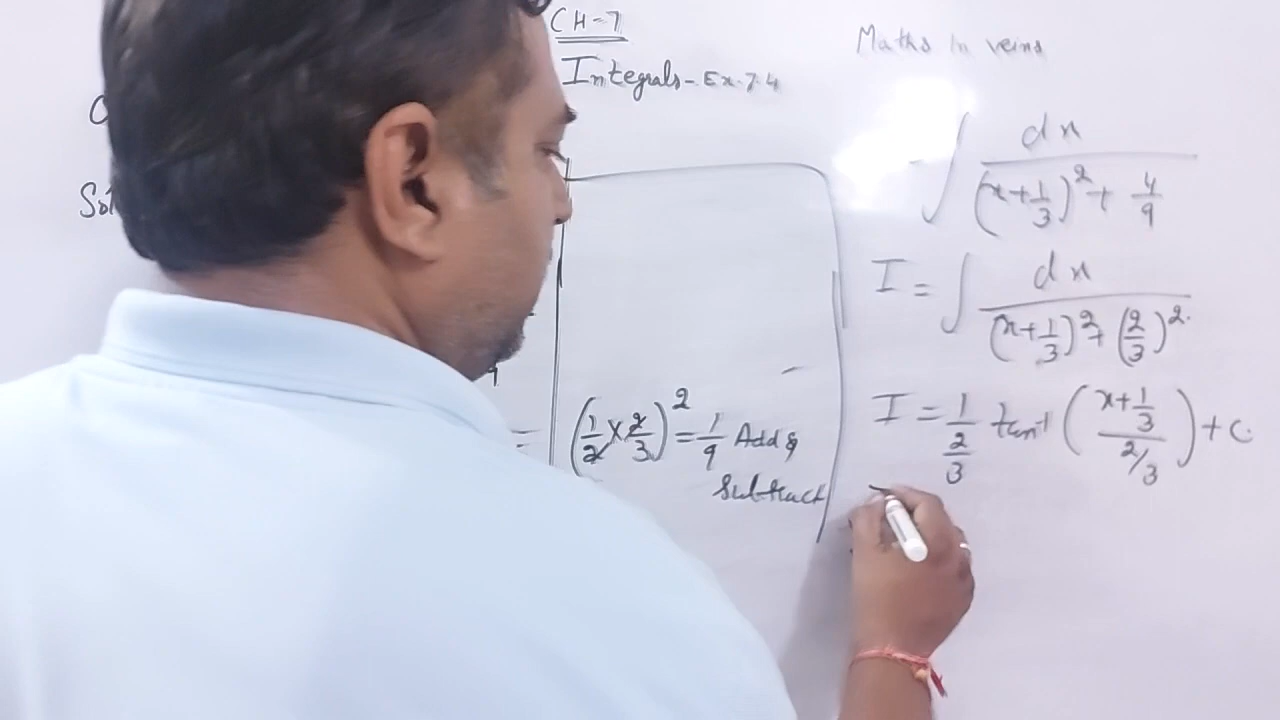 CH-7
Integrals-Ex-7.4
Maths In veins
Sol
(1/2 × 2/3)² = 1/9 Add &
Subtract
∫ dx / (x+1/3)² + 4/9
I = ∫ dx / (x+1/3)² + (2/3)²
I = 1/(2/3) tan⁻¹ ((x+1/3)/(2/3)) + C